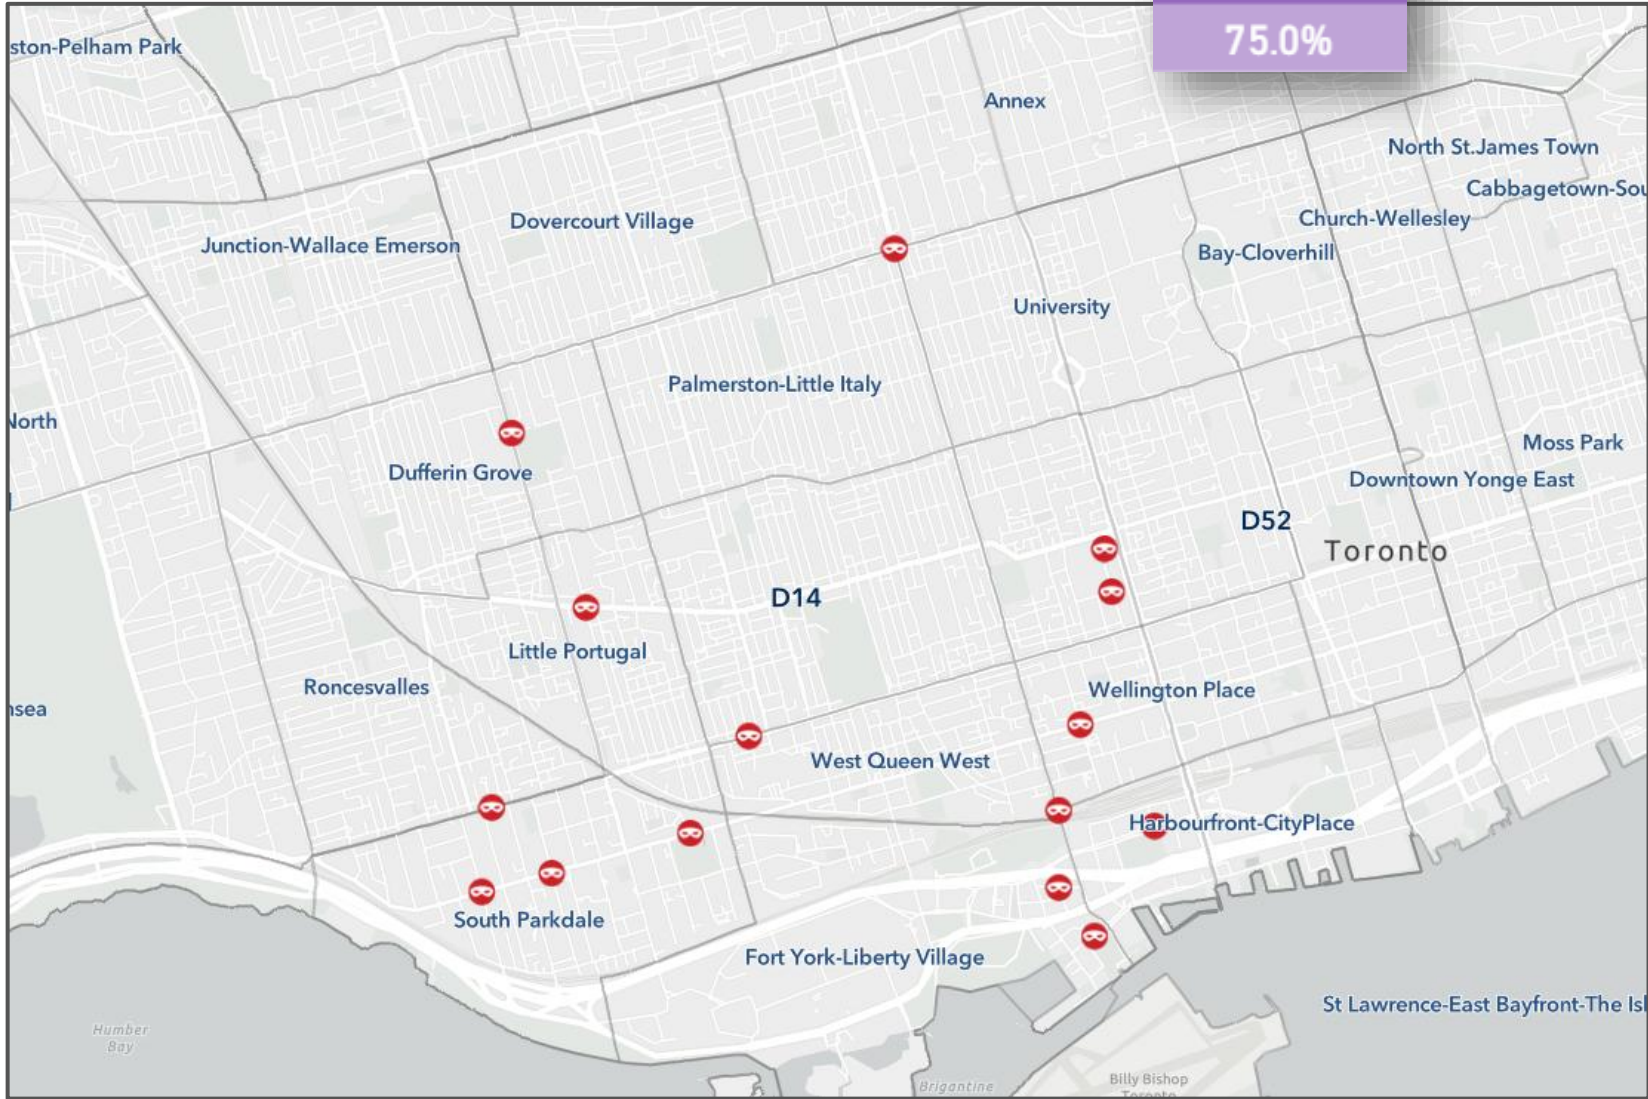 75.0%
ston-Pelham Park
Annex
North St.James Town
Cabbagetown-Sou
Church-Wellesley
Dovercourt Village
Junction-Wallace Emerson
Bay-Cloverhill
University
Palmerston-Little Italy
North
Moss Park
Dufferin Grove
Downtown Yonge East
D52
Toronto
D14
Little Portugal
Roncesvalles
Wellington Place
nsea
West Queen West
Harbourfront-CityPlace
South Parkdale
Fort York-Liberty Village
St Lawrence-East Bayfront-The Isl
Humber
Bay
Billy Bishop
Toronto
Brigantine